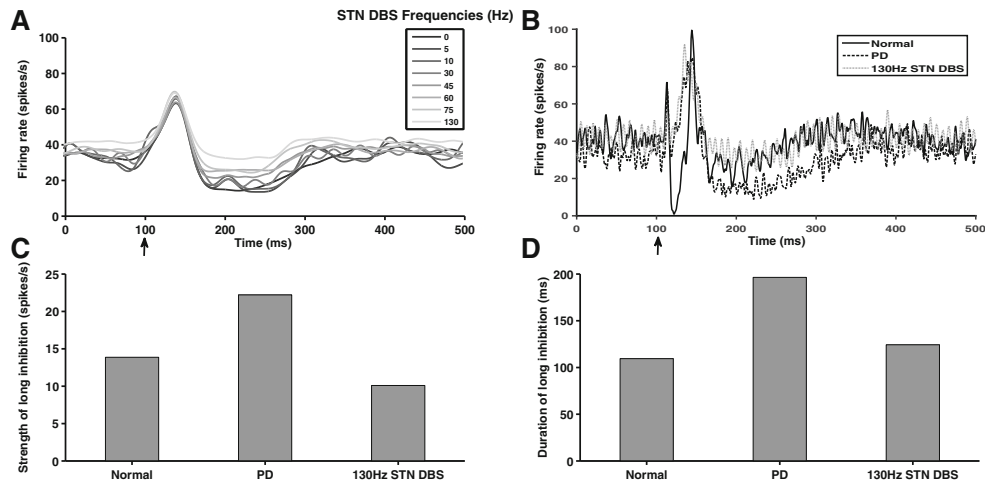 A
STN DBS Frequencies (Hz)
0
5
10
30
45
60
75
130
Firing rate (spikes/s)
100
80
60
40
20
0
0 100 200 300 400 500
Time (ms)
B
Normal
PD
130Hz STN DBS
Firing rate (spikes/s)
100
80
60
40
20
0
0 100 200 300 400 500
Time (ms)
C
Strength of long inhibition (spikes/s)
25
20
15
10
5
0
Normal PD 130Hz STN DBS
D
Duration of long inhibition (ms)
200
150
100
50
0
Normal PD 130Hz STN DBS